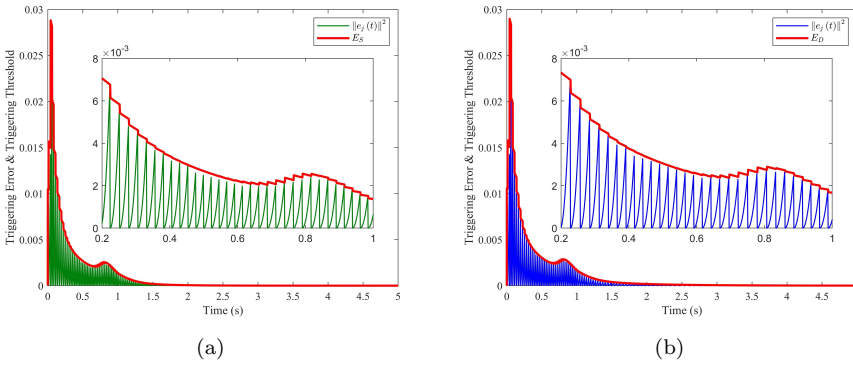 0.03
0.025
0.02
0.015
0.01
0.005
0
Triggering Error & Triggering Threshold
‖e_j (t)‖²
E_S
×10⁻³
8
6
4
2
0
0.2 0.4 0.6 0.8 1
0 0.5 1 1.5 2 2.5 3 3.5 4 4.5 5
Time (s)
(a)
0.03
0.025
0.02
0.015
0.01
0.005
0
Triggering Error & Triggering Threshold
‖e_j (t)‖²
E_D
×10⁻³
8
6
4
2
0
0.2 0.4 0.6 0.8 1
0 0.5 1 1.5 2 2.5 3 3.5 4 4.5
Time (s)
(b)